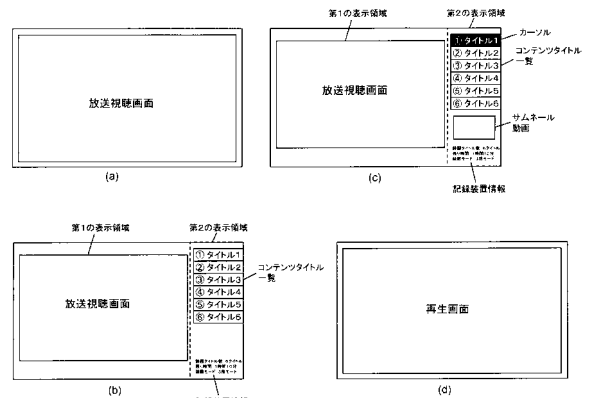 放送視聴画面
(a)
第1の表示領域
第2の表示領域
放送視聴画面
① タイトル1
② タイトル2
③ タイトル3
④ タイトル4
⑤ タイトル5
⑥ タイトル6
カーソル
コンテンツタイトル
一覧
サムネール
動画
記録装置情報
(c)
第1の表示領域
第2の表示領域
放送視聴画面
① タイトル1
② タイトル2
③ タイトル3
④ タイトル4
⑤ タイトル5
⑥ タイトル6
コンテンツタイトル
一覧
(b)
再生画面
(d)